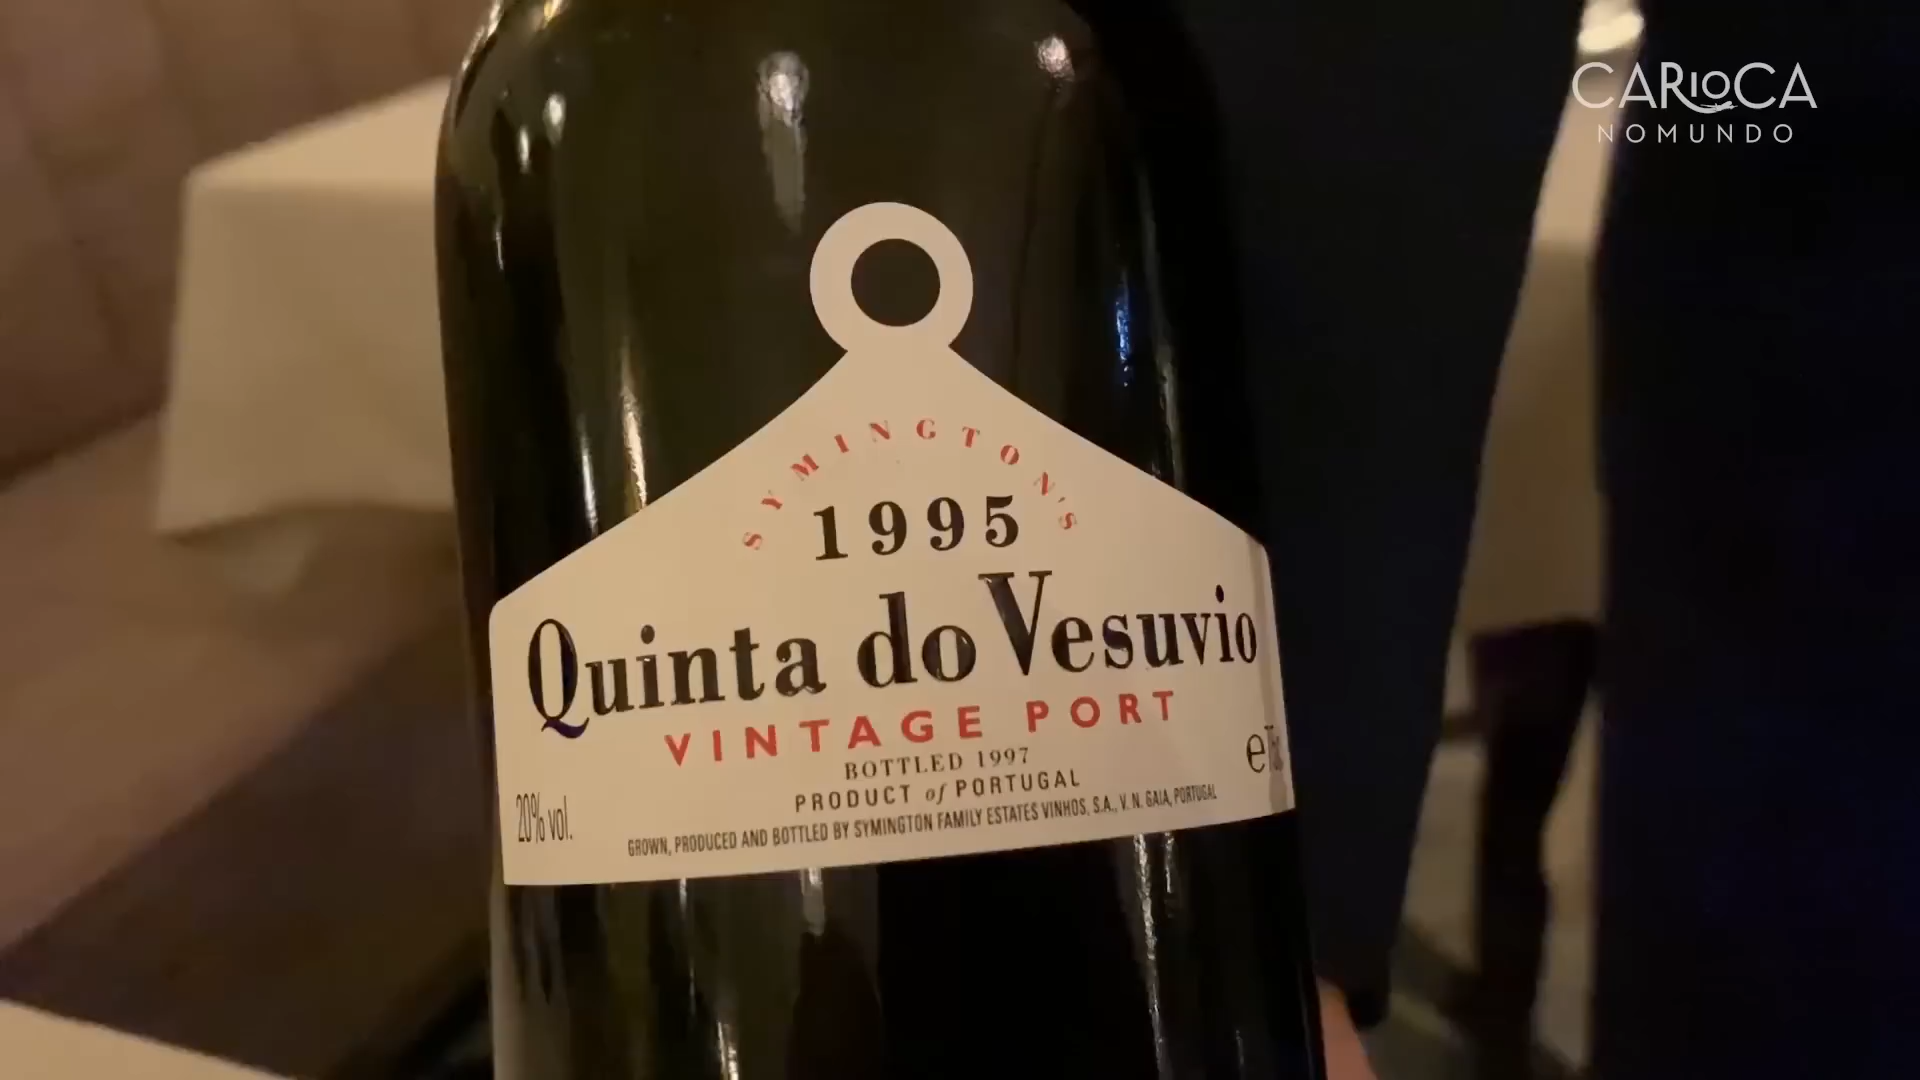 CARIOCA
NOMUNDO
SYMINGTON'S
1995
Quinta do Vesuvio
VINTAGE PORT
BOTTLED 1997
PRODUCT of PORTUGAL
20% vol.
GROWN, PRODUCED AND BOTTLED BY SYMINGTON FAMILY ESTATES VINHOS, S.A., V. N. GAIA, PORTUGAL